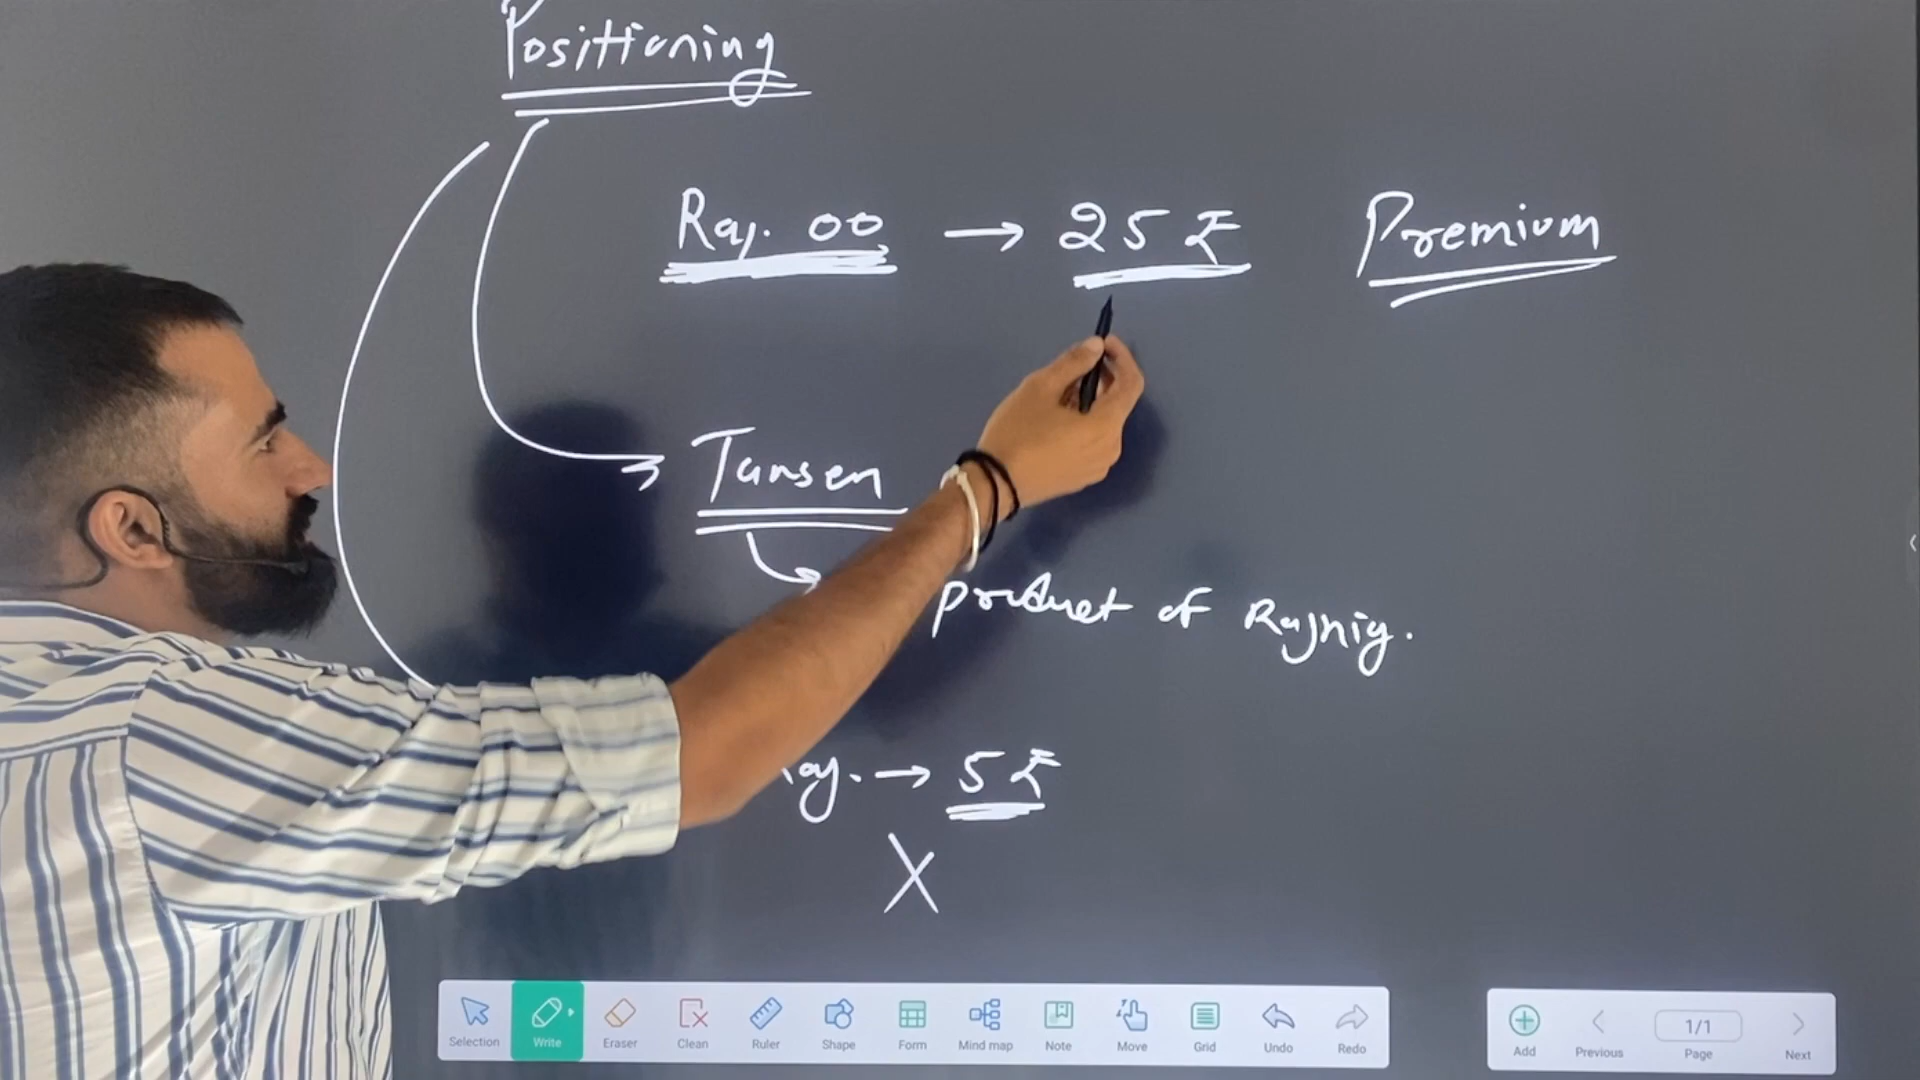 Positioning
Raj. 00 → 25 ₹ Premium
Tansen
product of Rajnig.
→ 5 ₹
X
Selection Write Eraser Clean Ruler Shape Form Mind map Note Move Grid Undo Redo
Add Previous 1/1 Page Next